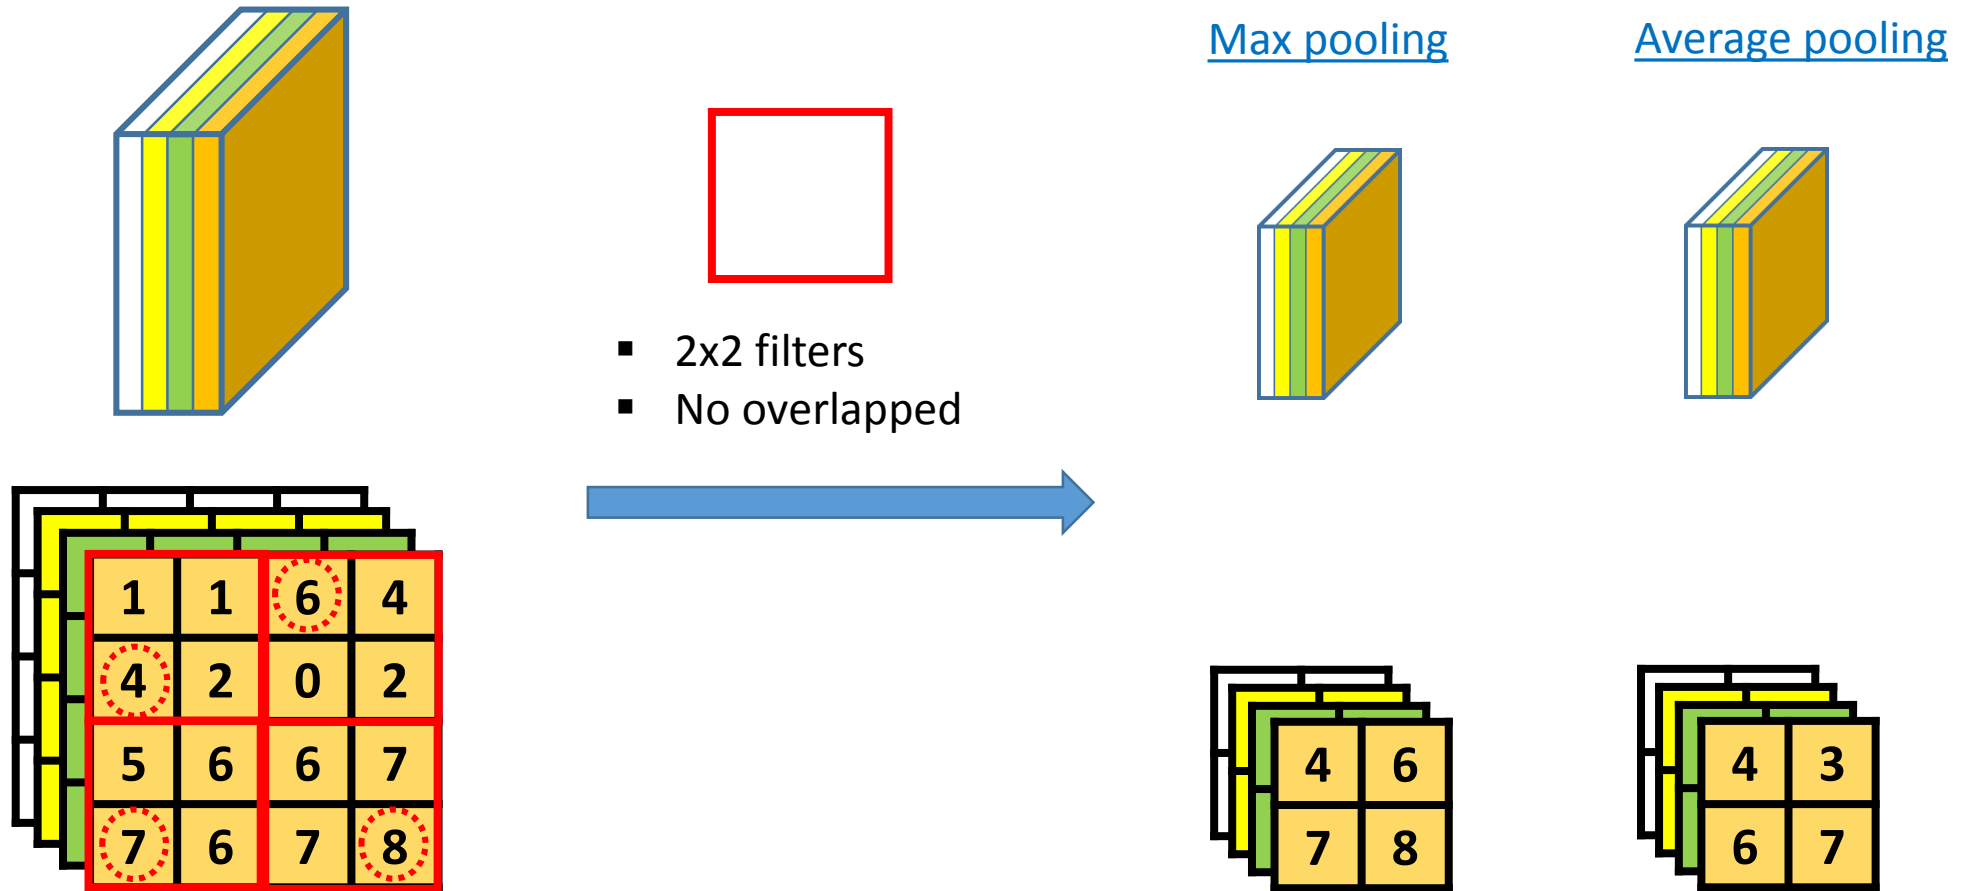 Max pooling
Average pooling
▪ 2x2 filters
▪ No overlapped
1 1 6 4
4 2 0 2
5 6 6 7
7 6 7 8
4 6
7 8
4 3
6 7